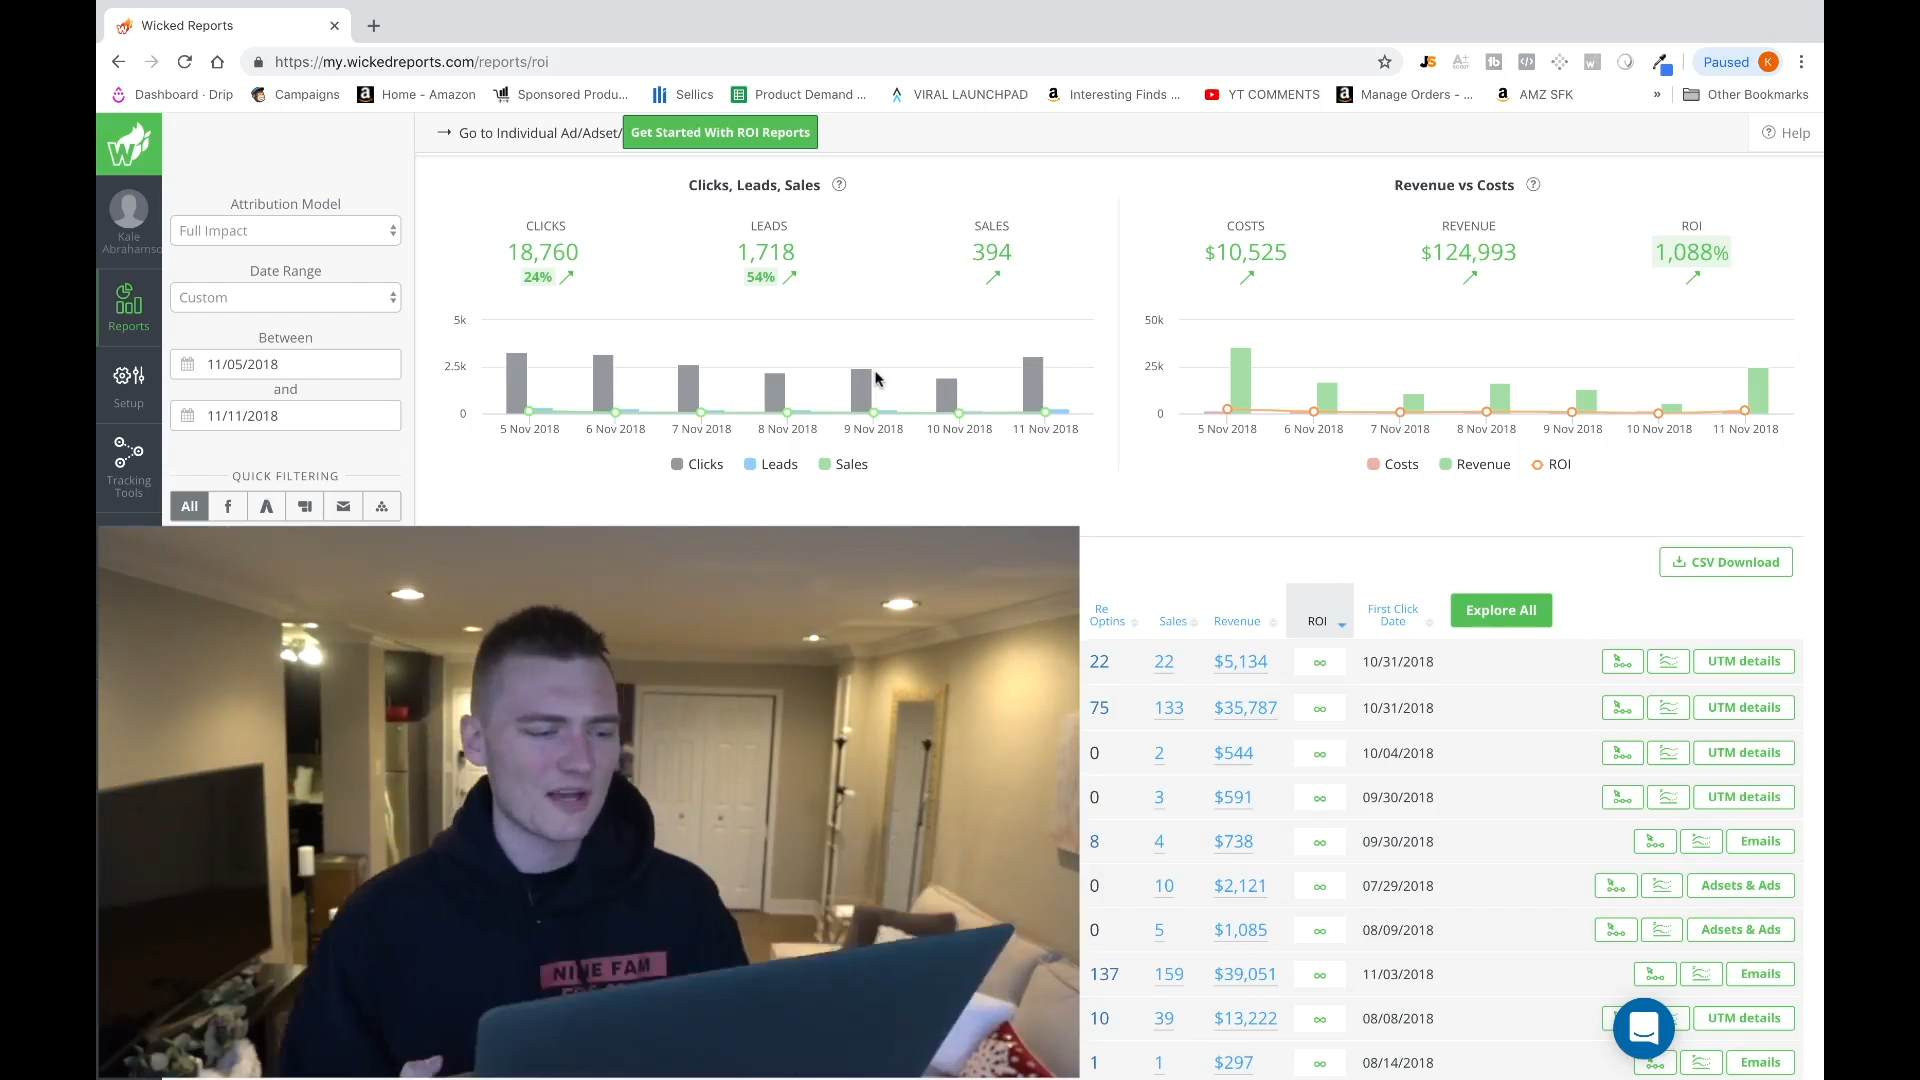 Wicked Reports
https://my.wickedreports.com/reports/roi
Paused K
Dashboard · Drip Campaigns Home - Amazon Sponsored Produ... Sellics Product Demand ... VIRAL LAUNCHPAD Interesting Finds ... YT COMMENTS Manage Orders - ... AMZ SFK » Other Bookmarks
→ Go to Individual Ad/Adset/ Get Started With ROI Reports Help
Kale
Abrahamso
Reports
Setup
Tracking
Tools
Attribution Model
Full Impact
Date Range
Custom
Between
11/05/2018
and
11/11/2018
QUICK FILTERING
All
Clicks, Leads, Sales
CLICKS LEADS SALES
18,760 1,718 394
24% 54%
5k
2.5k
0
5 Nov 2018 6 Nov 2018 7 Nov 2018 8 Nov 2018 9 Nov 2018 10 Nov 2018 11 Nov 2018
Clicks Leads Sales
Revenue vs Costs
COSTS REVENUE ROI
$10,525 $124,993 1,088%
50k
25k
0
5 Nov 2018 6 Nov 2018 7 Nov 2018 8 Nov 2018 9 Nov 2018 10 Nov 2018 11 Nov 2018
Costs Revenue ROI
CSV Download
Re Optins Sales Revenue ROI First Click Date Explore All
22 22 $5,134 ∞ 10/31/2018 UTM details
75 133 $35,787 ∞ 10/31/2018 UTM details
0 2 $544 ∞ 10/04/2018 UTM details
0 3 $591 ∞ 09/30/2018 UTM details
8 4 $738 ∞ 09/30/2018 Emails
0 10 $2,121 ∞ 07/29/2018 Adsets & Ads
0 5 $1,085 ∞ 08/09/2018 Adsets & Ads
137 159 $39,051 ∞ 11/03/2018 Emails
10 39 $13,222 ∞ 08/08/2018 UTM details
1 1 $297 ∞ 08/14/2018 Emails
FAM